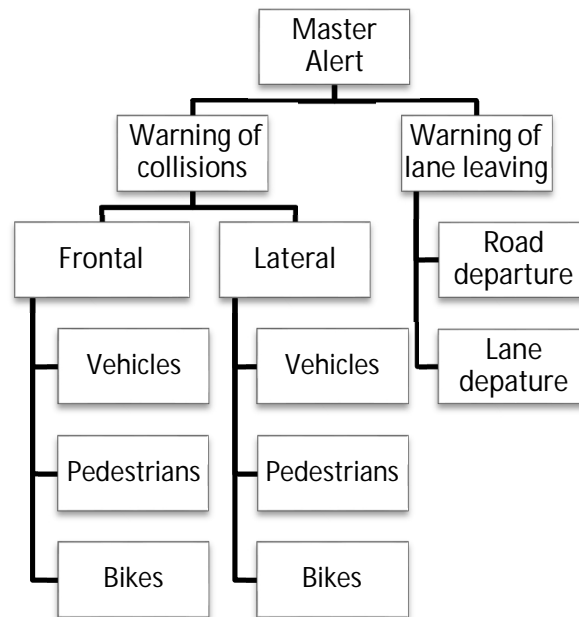 Master
Alert
Warning of
collisions
Warning of
lane leaving
Frontal
Lateral
Road
departure
Vehicles
Vehicles
Lane
depature
Pedestrians
Pedestrians
Bikes
Bikes